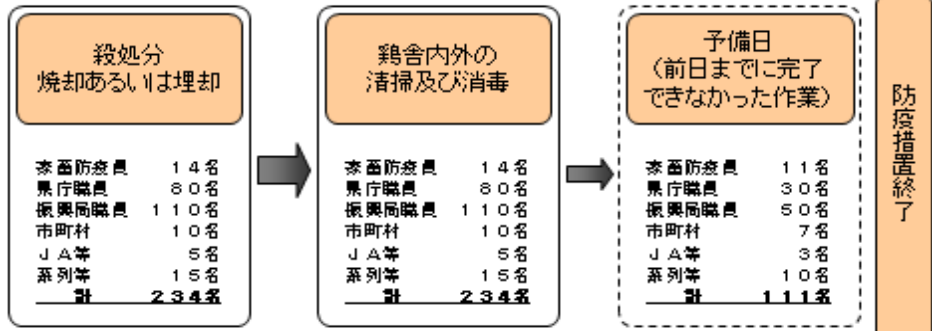 殺処分
焼却あるいは埋却
家畜防疫員 14名
県庁職員 80名
振興局職員 110名
市町村 10名
JA等 5名
系列等 15名
計 234名
鶏舎内外の
清掃及び消毒
家畜防疫員 14名
県庁職員 80名
振興局職員 110名
市町村 10名
JA等 5名
系列等 15名
計 234名
予備日
(前日までに完了
できなかった作業)
家畜防疫員 11名
県庁職員 30名
振興局職員 50名
市町村 7名
JA等 3名
系列等 10名
計 111名
防疫措置終了